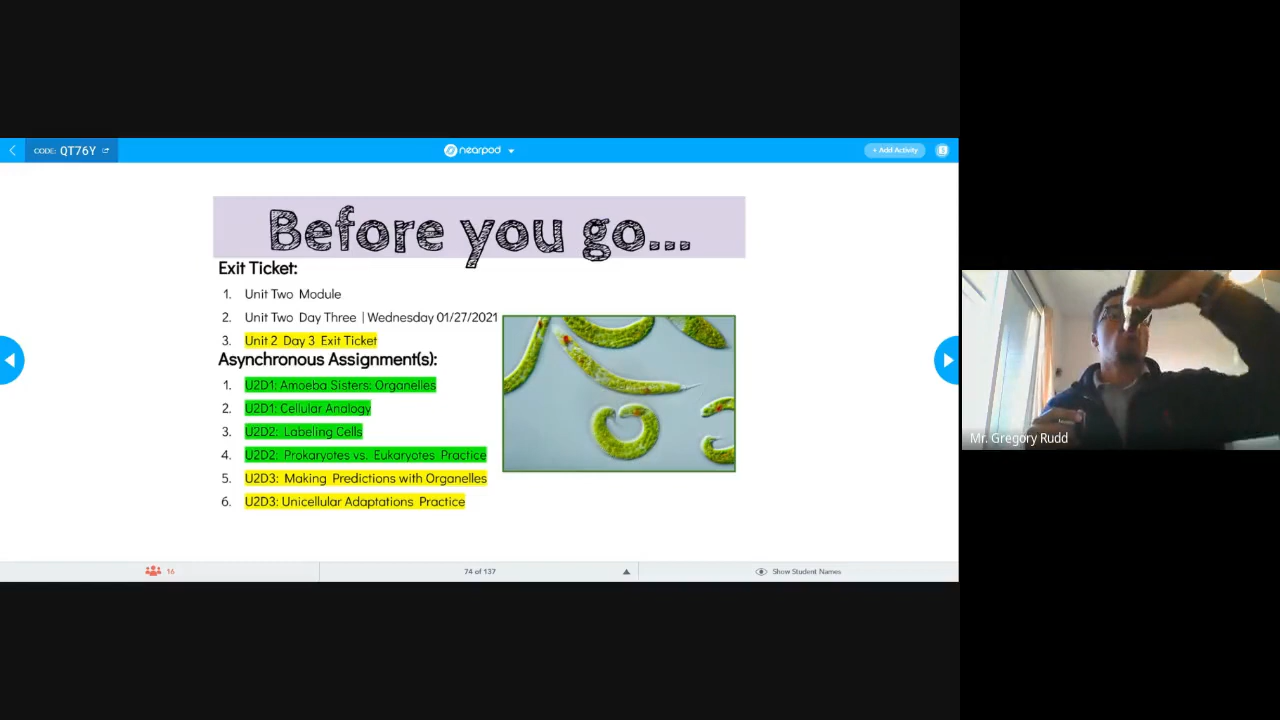 CODE: QT76Y
nearpod
+ Add Activity
3
Before you go...
Exit Ticket:
1. Unit Two Module
2. Unit Two Day Three | Wednesday 01/27/2021
3. Unit 2 Day 3 Exit Ticket
Asynchronous Assignment(s):
1. U2D1: Amoeba Sisters: Organelles
2. U2D1: Cellular Analogy
3. U2D2: Labeling Cells
4. U2D2: Prokaryotes vs. Eukaryotes Practice
5. U2D3: Making Predictions with Organelles
6. U2D3: Unicellular Adaptations Practice
Mr. Gregory Rudd
16
74 of 137
Show Student Names